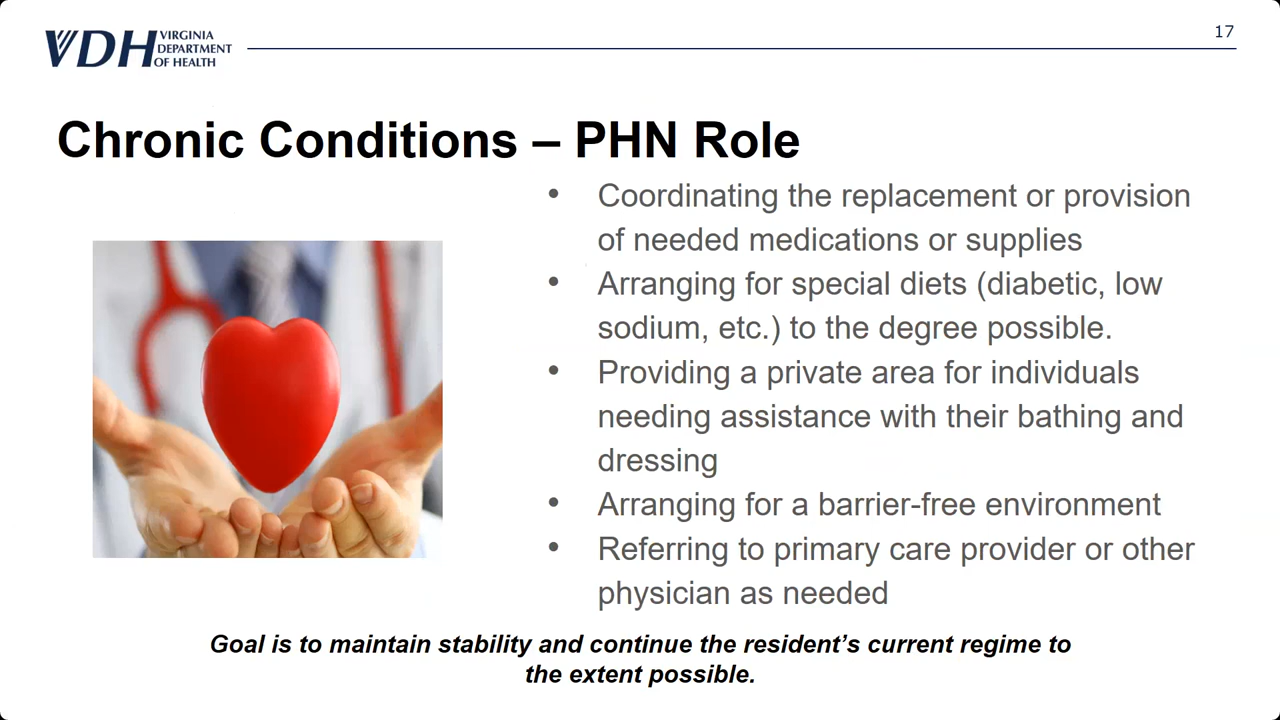 VDH VIRGINIA
DEPARTMENT
OF HEALTH
17
Chronic Conditions – PHN Role
• Coordinating the replacement or provision
of needed medications or supplies
• Arranging for special diets (diabetic, low
sodium, etc.) to the degree possible.
• Providing a private area for individuals
needing assistance with their bathing and
dressing
• Arranging for a barrier-free environment
• Referring to primary care provider or other
physician as needed
Goal is to maintain stability and continue the resident’s current regime to
the extent possible.